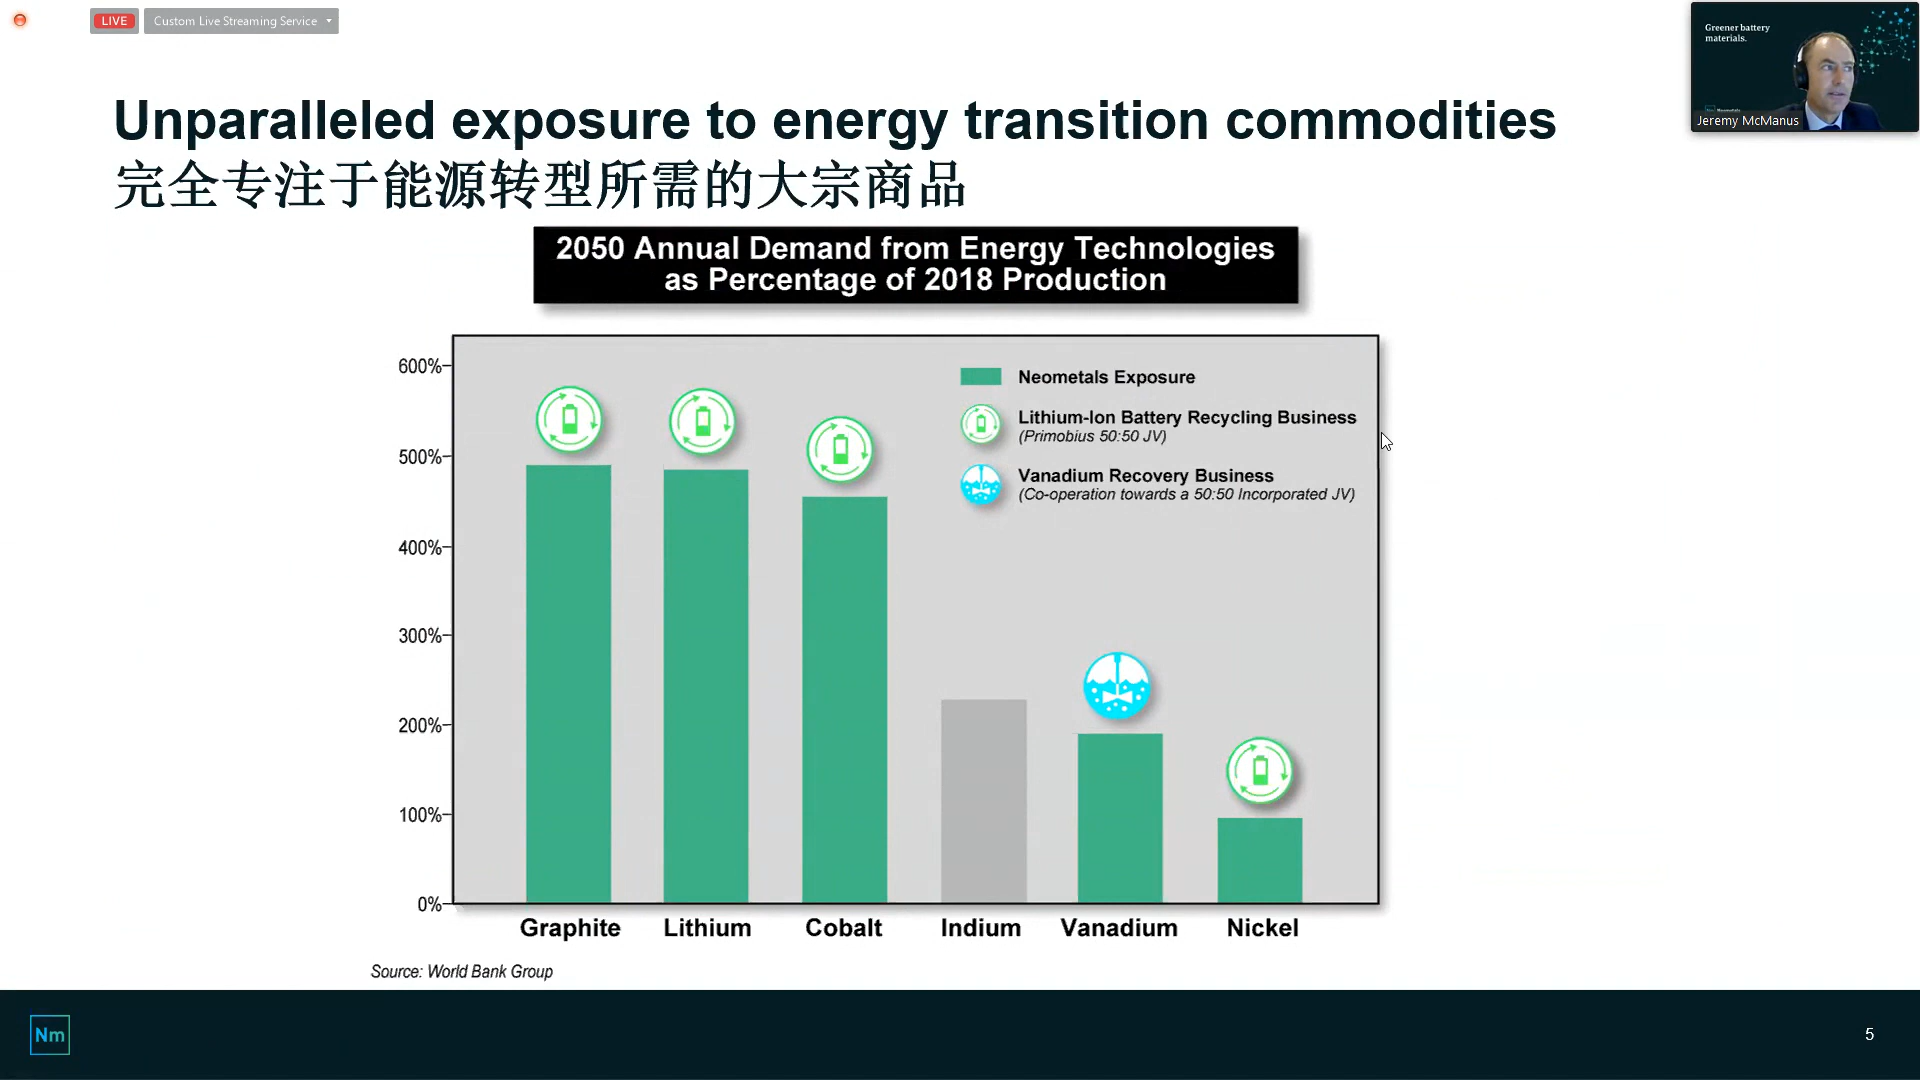 LIVE
Custom Live Streaming Service
Greener battery
materials.
Jeremy McManus
Unparalleled exposure to energy transition commodities
完全专注于能源转型所需的大宗商品
2050 Annual Demand from Energy Technologies
as Percentage of 2018 Production
600%
500%
400%
300%
200%
100%
0%
Neometals Exposure
Lithium-Ion Battery Recycling Business
(Primobius 50:50 JV)
Vanadium Recovery Business
(Co-operation towards a 50:50 Incorporated JV)
Graphite Lithium Cobalt Indium Vanadium Nickel
Source: World Bank Group
Nm
5